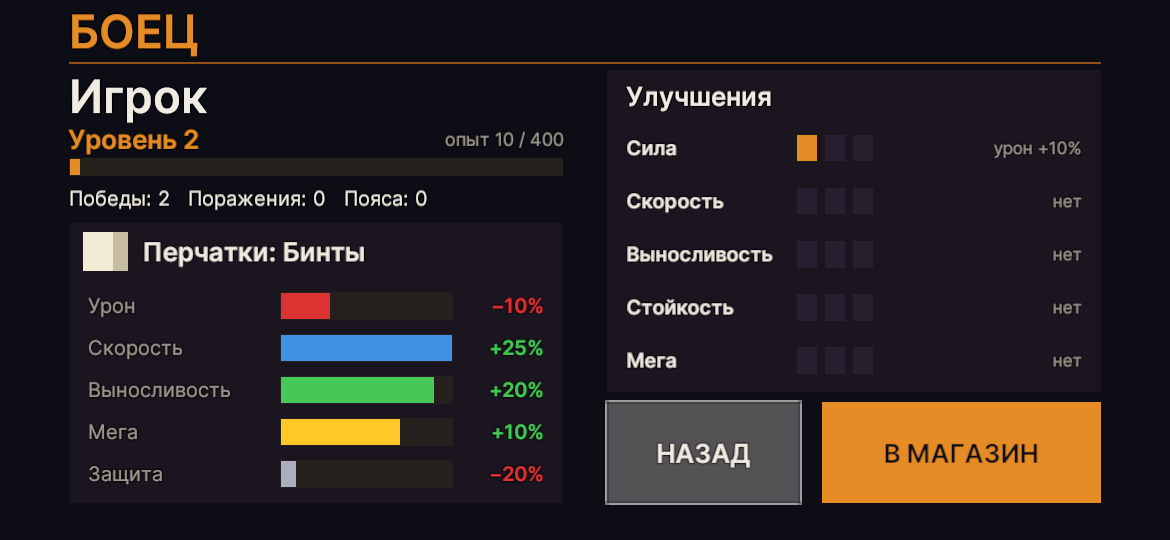 БОЕЦ
Игрок
Уровень 2 опыт 10 / 400
Победы: 2 Поражения: 0 Пояса: 0
Перчатки: Бинты
Урон −10%
Скорость +25%
Выносливость +20%
Мега +10%
Защита −20%
Улучшения
Сила урон +10%
Скорость нет
Выносливость нет
Стойкость нет
Мега нет
НАЗАД В МАГАЗИН